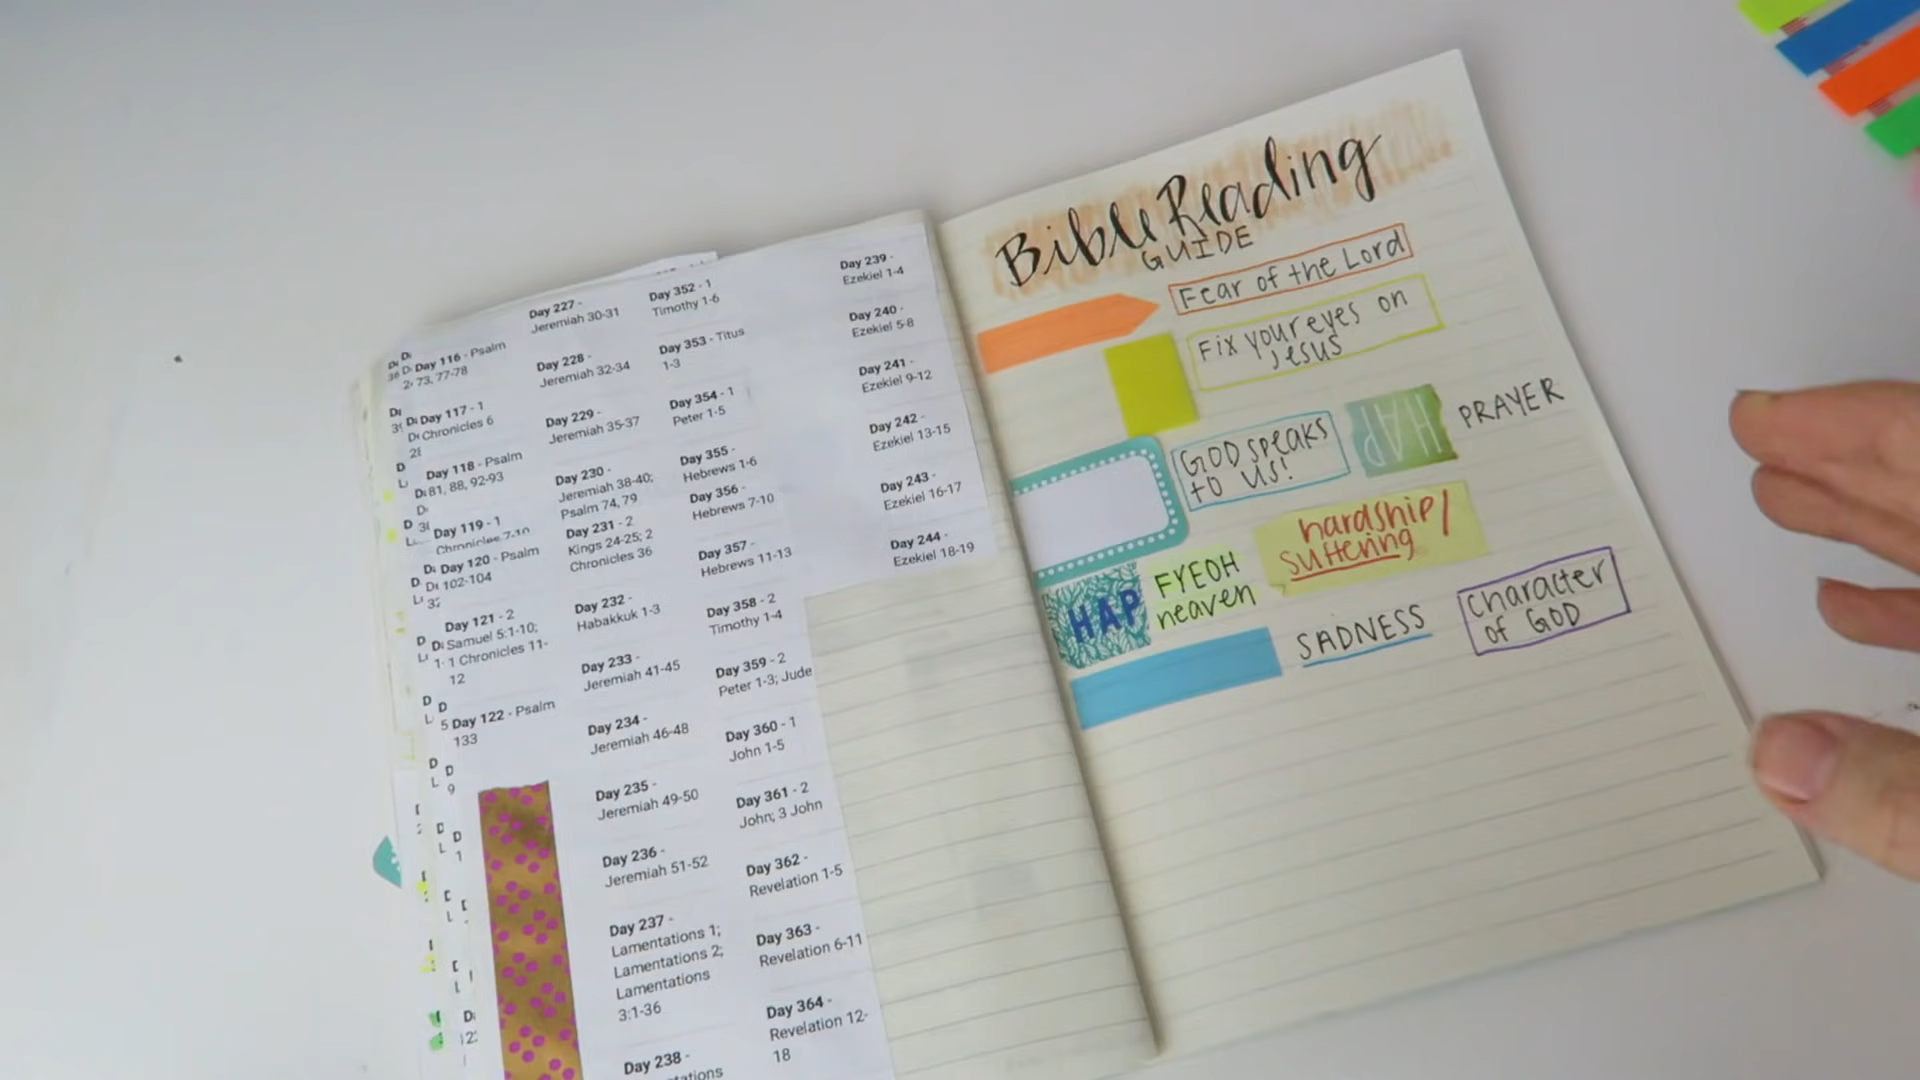 Day 116 - Psalm
73, 77-78
Day 117 - 1
Chronicles 6
Day 118 - Psalm
81, 88, 92-93
Day 119 - 1
Chronicles 7-10
Day 120 - Psalm
102-104
Day 121 - 2
Samuel 5:1-10;
1 Chronicles 11-
12
Day 122 - Psalm
133
Day 227 -
Jeremiah 30-31
Day 228 -
Jeremiah 32-34
Day 229 -
Jeremiah 35-37
Day 230 -
Jeremiah 38-40;
Psalm 74, 79
Day 231 - 2
Kings 24-25; 2
Chronicles 36
Day 232 -
Habakkuk 1-3
Day 233 -
Jeremiah 41-45
Day 234 -
Jeremiah 46-48
Day 235 -
Jeremiah 49-50
Day 236 -
Jeremiah 51-52
Day 237 -
Lamentations 1;
Lamentations 2;
Lamentations
3:1-36
Day 238 -
Day 352 - 1
Timothy 1-6
Day 353 - Titus
1-3
Day 354 - 1
Peter 1-5
Day 355 -
Hebrews 1-6
Day 356 -
Hebrews 7-10
Day 357 -
Hebrews 11-13
Day 358 - 2
Timothy 1-4
Day 359 - 2
Peter 1-3; Jude
Day 360 - 1
John 1-5
Day 361 - 2
John; 3 John
Day 362 -
Revelation 1-5
Day 363 -
Revelation 6-11
Day 364 -
Revelation 12-
18
Day 239 -
Ezekiel 1-4
Day 240 -
Ezekiel 5-8
Day 241 -
Ezekiel 9-12
Day 242 -
Ezekiel 13-15
Day 243 -
Ezekiel 16-17
Day 244 -
Ezekiel 18-19
Bible Reading
GUIDE
Fear of the Lord
Fix your eyes on
Jesus
GOD speaks
to us!
HAP
PRAYER
hardship/
suffering
HAP
FYEOH
heaven
SADNESS
character
of GOD